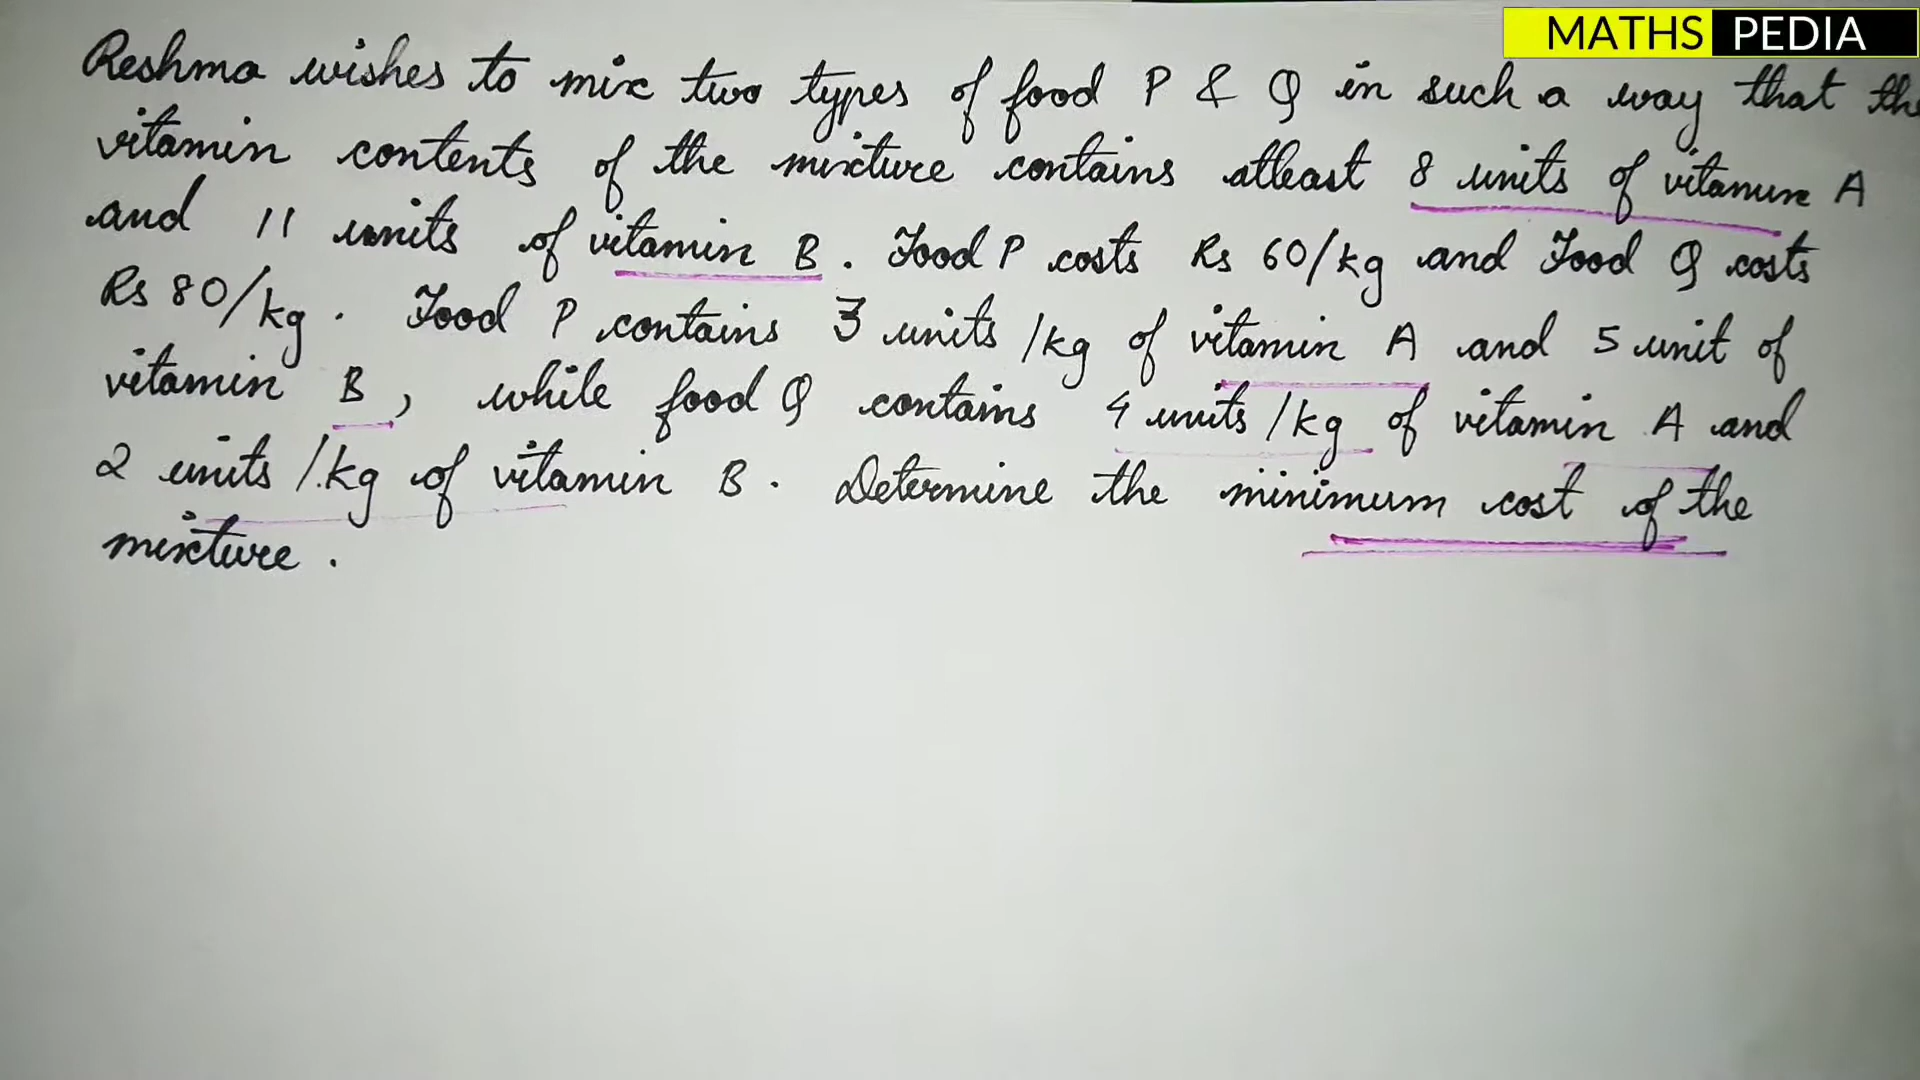 MATHS PEDIA
Reshma wishes to mix two types of food P & Q in such a way that the
vitamin contents of the mixture contains atleast 8 units of vitamin A
and 11 units of vitamin B. Food P costs Rs 60/kg and Food Q costs
Rs 80/kg. Food P contains 3 units /kg of vitamin A and 5 unit of
vitamin B, while food Q contains 4 units /kg of vitamin A and
2 units /kg of vitamin B. Determine the minimum cost of the
mixture.